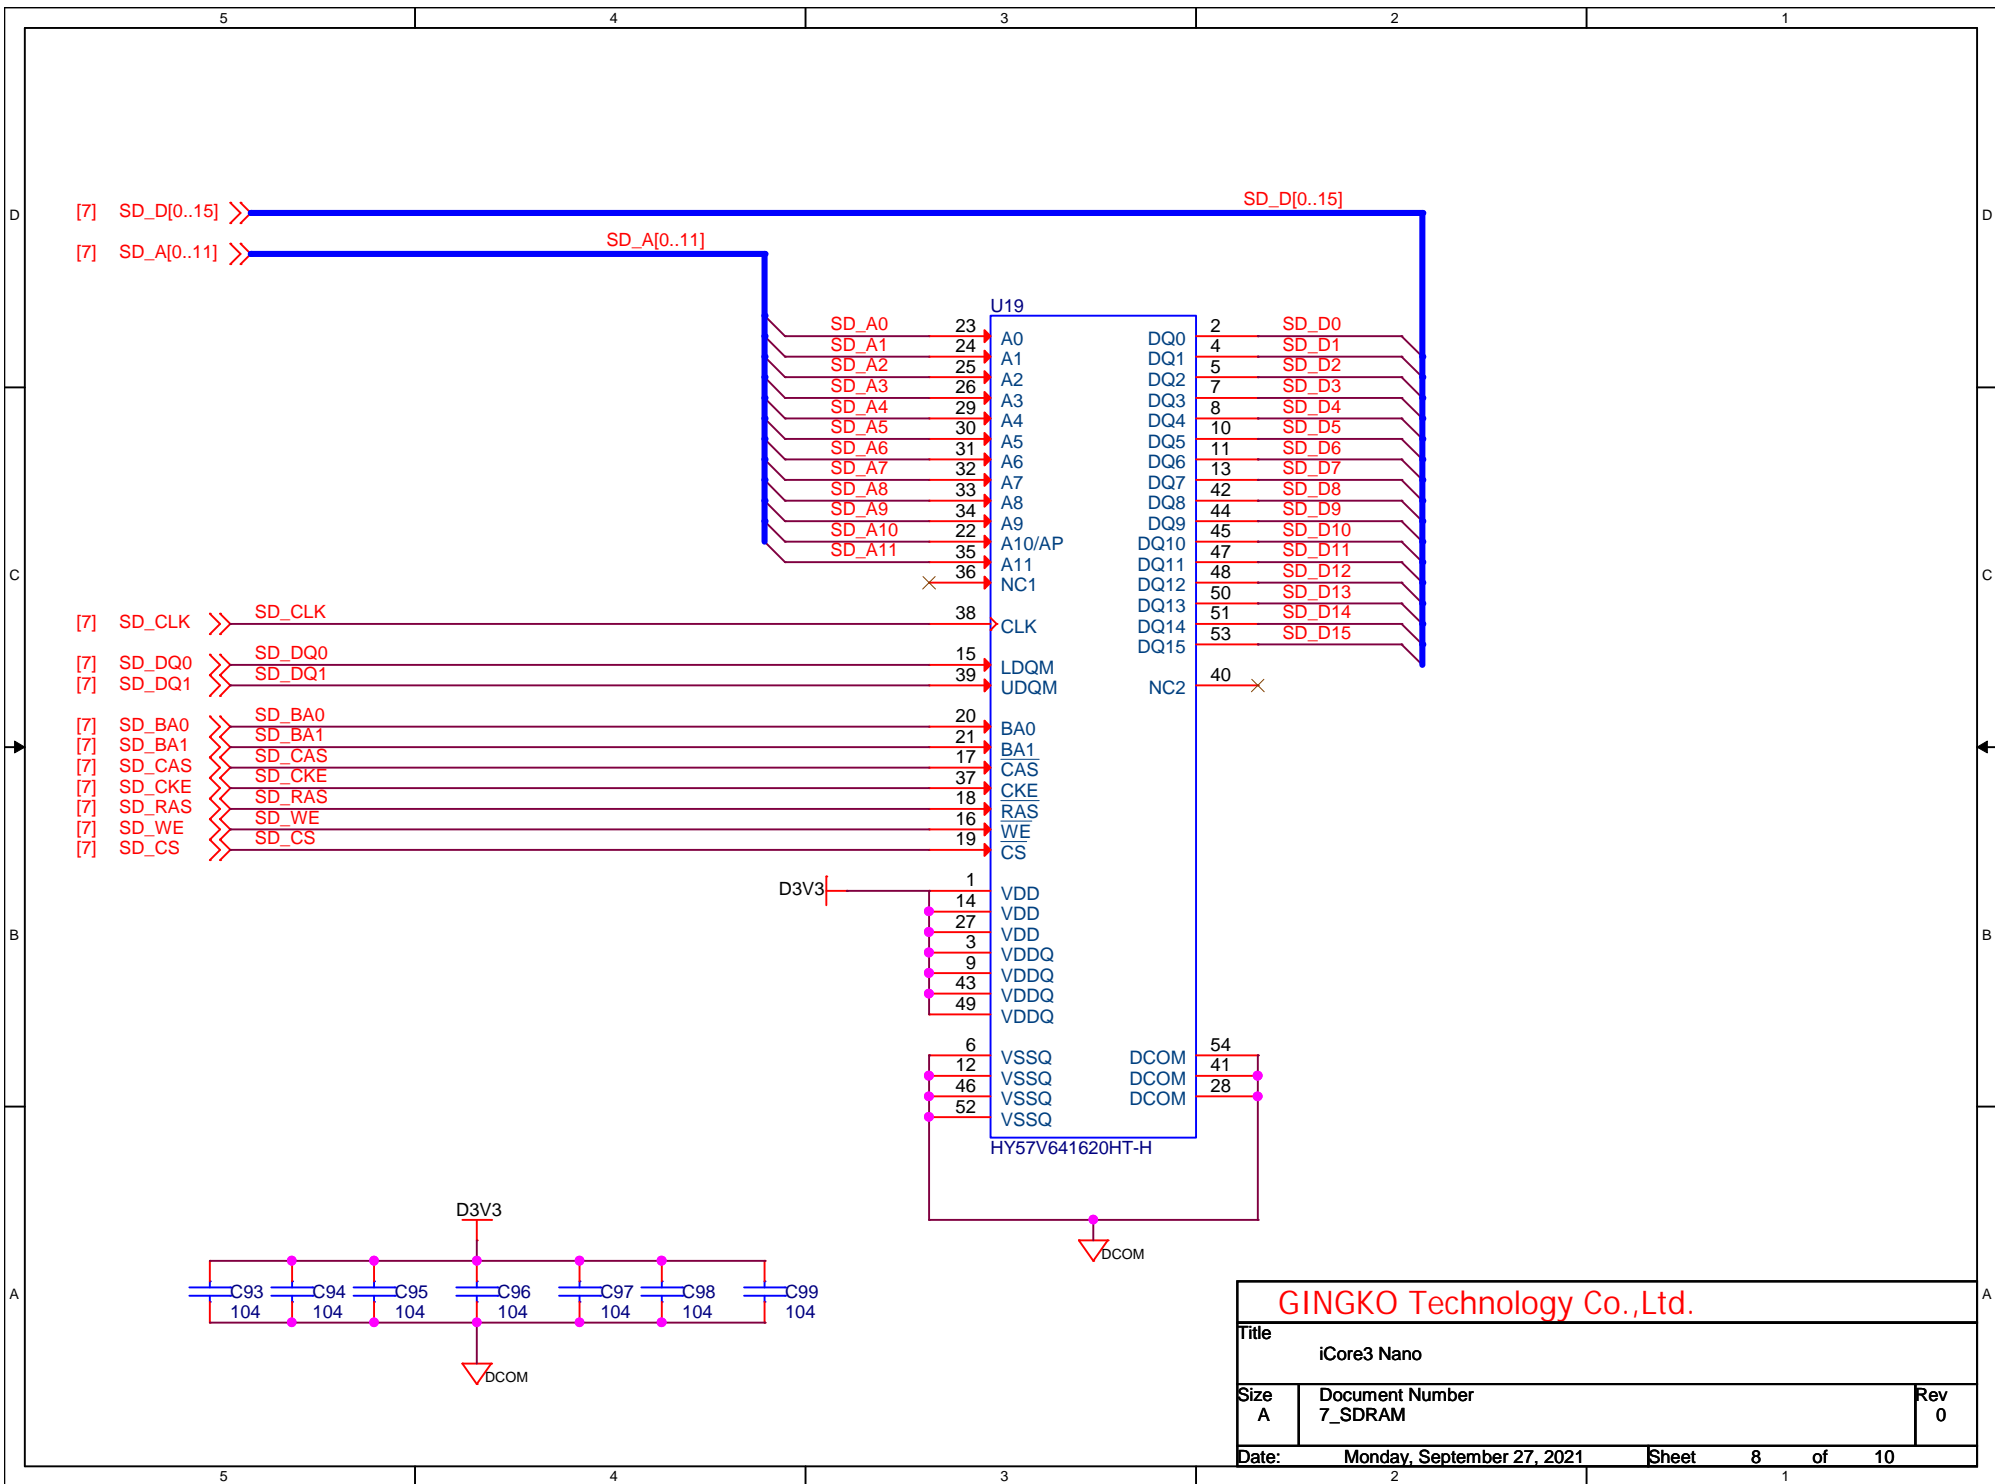 5 4 3 2 1
D D
[7] SD_D[0..15] SD_D[0..15]
[7] SD_A[0..11] SD_A[0..11]
U19
SD_A0 23 A0 DQ0 2 SD_D0
SD_A1 24 A1 DQ1 4 SD_D1
SD_A2 25 A2 DQ2 5 SD_D2
SD_A3 26 A3 DQ3 7 SD_D3
SD_A4 29 A4 DQ4 8 SD_D4
SD_A5 30 A5 DQ5 10 SD_D5
SD_A6 31 A6 DQ6 11 SD_D6
SD_A7 32 A7 DQ7 13 SD_D7
SD_A8 33 A8 DQ8 42 SD_D8
SD_A9 34 A9 DQ9 44 SD_D9
SD_A10 22 A10/AP DQ10 45 SD_D10
SD_A11 35 A11 DQ11 47 SD_D11
C 36 NC1 DQ12 48 SD_D12 C
DQ13 50 SD_D13
[7] SD_CLK SD_CLK 38 CLK DQ14 51 SD_D14
DQ15 53 SD_D15
[7] SD_DQ0 SD_DQ0 15 LDQM
[7] SD_DQ1 SD_DQ1 39 UDQM NC2 40
[7] SD_BA0 SD_BA0 20 BA0
[7] SD_BA1 SD_BA1 21 BA1
[7] SD_CAS SD_CAS 17 CAS
[7] SD_CKE SD_CKE 37 CKE
[7] SD_RAS SD_RAS 18 RAS
[7] SD_WE SD_WE 16 WE
[7] SD_CS SD_CS 19 CS
D3V3 1 VDD
14 VDD
B 27 VDD B
3 VDDQ
9 VDDQ
43 VDDQ
49 VDDQ
6 VSSQ DCOM 54
12 VSSQ DCOM 41
46 VSSQ DCOM 28
52 VSSQ
HY57V641620HT-H
D3V3
DCOM
A C93 C94 C95 C96 C97 C98 C99 A
104 104 104 104 104 104 104
DCOM
GINGKO Technology Co.,Ltd.
Title
iCore3 Nano
Size Document Number Rev
A 7_SDRAM 0
Date: Monday, September 27, 2021 Sheet 8 of 10
5 4 3 2 1